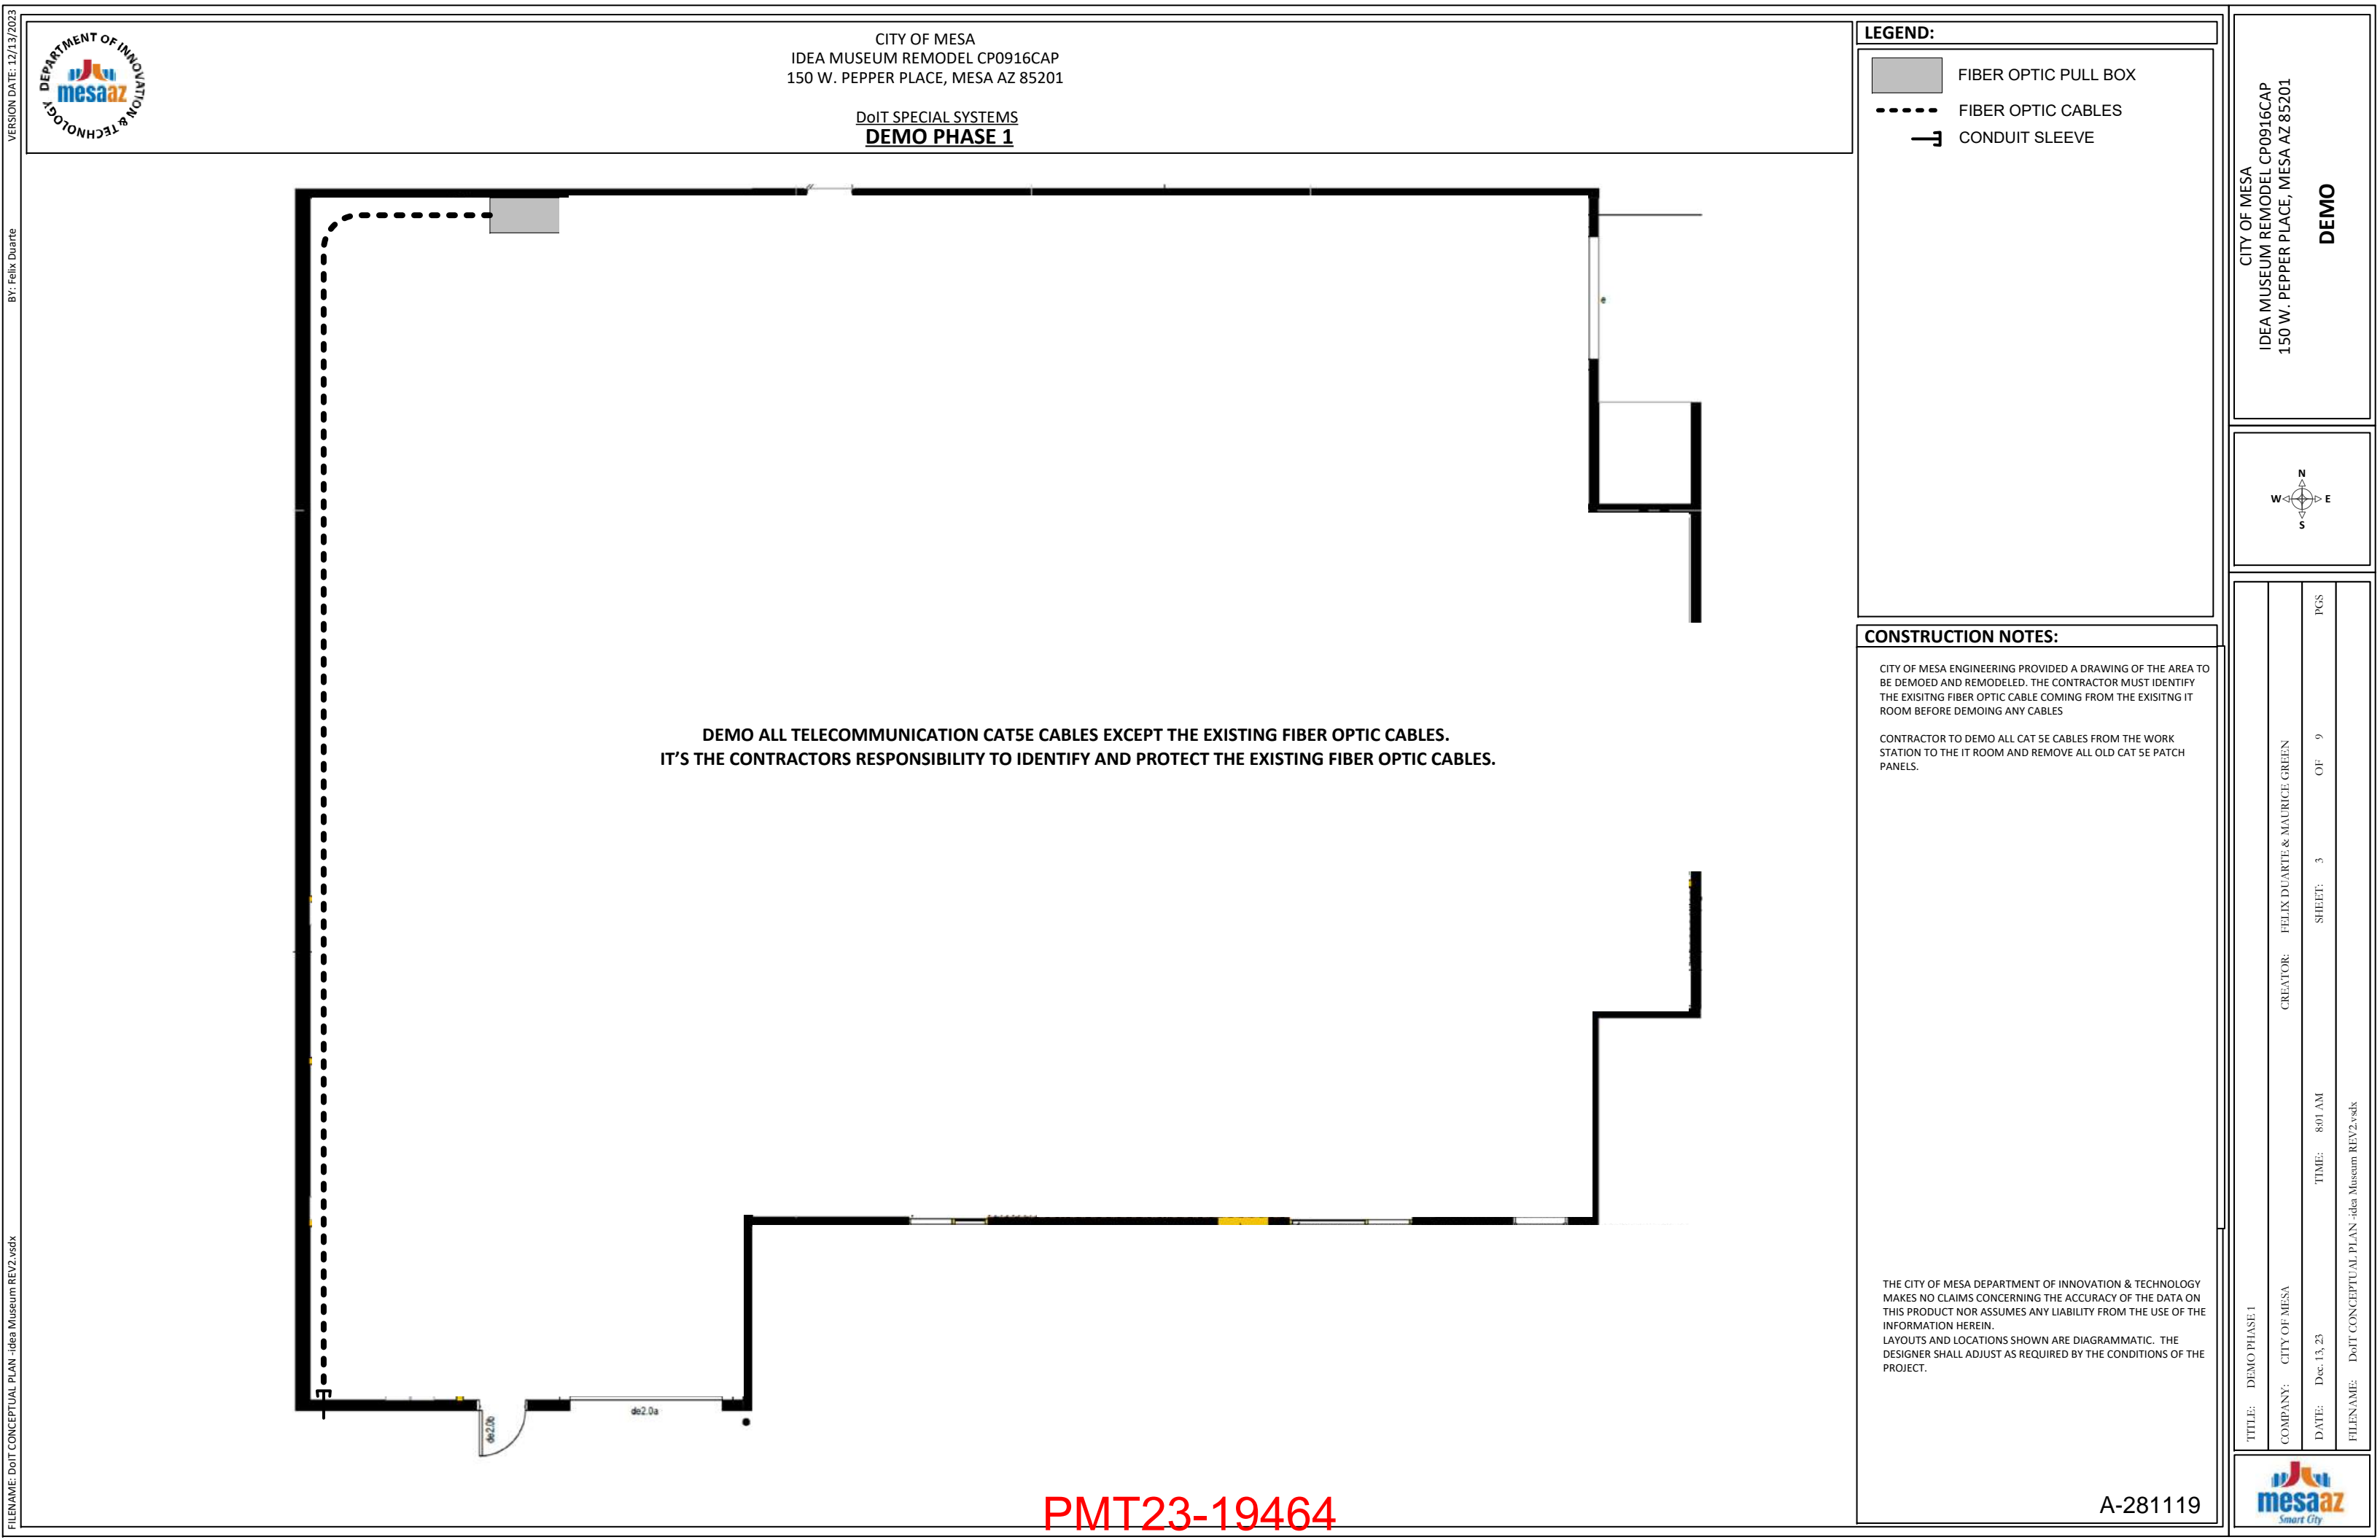 VERSION DATE: 12/13/2023
BY: Felix Duarte
FILENAME: DoIT CONCEPTUAL PLAN -idea Museum REV2.vsdx
DEPARTMENT OF INNOVATION & TECHNOLOGY
mesaaz
CITY OF MESA
IDEA MUSEUM REMODEL CP0916CAP
150 W. PEPPER PLACE, MESA AZ 85201
DoIT SPECIAL SYSTEMS
DEMO PHASE 1
LEGEND:
FIBER OPTIC PULL BOX
FIBER OPTIC CABLES
CONDUIT SLEEVE
DEMO ALL TELECOMMUNICATION CAT5E CABLES EXCEPT THE EXISTING FIBER OPTIC CABLES.
IT’S THE CONTRACTORS RESPONSIBILITY TO IDENTIFY AND PROTECT THE EXISTING FIBER OPTIC CABLES.
de2.0b
de2.0a
CONSTRUCTION NOTES:
CITY OF MESA ENGINEERING PROVIDED A DRAWING OF THE AREA TO
BE DEMOED AND REMODELED. THE CONTRACTOR MUST IDENTIFY
THE EXISITNG FIBER OPTIC CABLE COMING FROM THE EXISITNG IT
ROOM BEFORE DEMOING ANY CABLES
CONTRACTOR TO DEMO ALL CAT 5E CABLES FROM THE WORK
STATION TO THE IT ROOM AND REMOVE ALL OLD CAT 5E PATCH
PANELS.
THE CITY OF MESA DEPARTMENT OF INNOVATION & TECHNOLOGY
MAKES NO CLAIMS CONCERNING THE ACCURACY OF THE DATA ON
THIS PRODUCT NOR ASSUMES ANY LIABILITY FROM THE USE OF THE
INFORMATION HEREIN.
LAYOUTS AND LOCATIONS SHOWN ARE DIAGRAMMATIC. THE
DESIGNER SHALL ADJUST AS REQUIRED BY THE CONDITIONS OF THE
PROJECT.
A-281119
PMT23-19464
CITY OF MESA
IDEA MUSEUM REMODEL CP0916CAP
150 W. PEPPER PLACE, MESA AZ 85201
DEMO
N
W E
S
TITLE: DEMO PHASE 1
COMPANY: CITY OF MESA CREATOR: FELIX DUARTE & MAURICE GREEN
DATE: Dec. 13, 23 TIME: 8:01 AM SHEET: 3 OF 9 PGS
FILENAME: DoIT CONCEPTUAL PLAN -idea Museum REV2.vsdx
mesaaz
Smart City